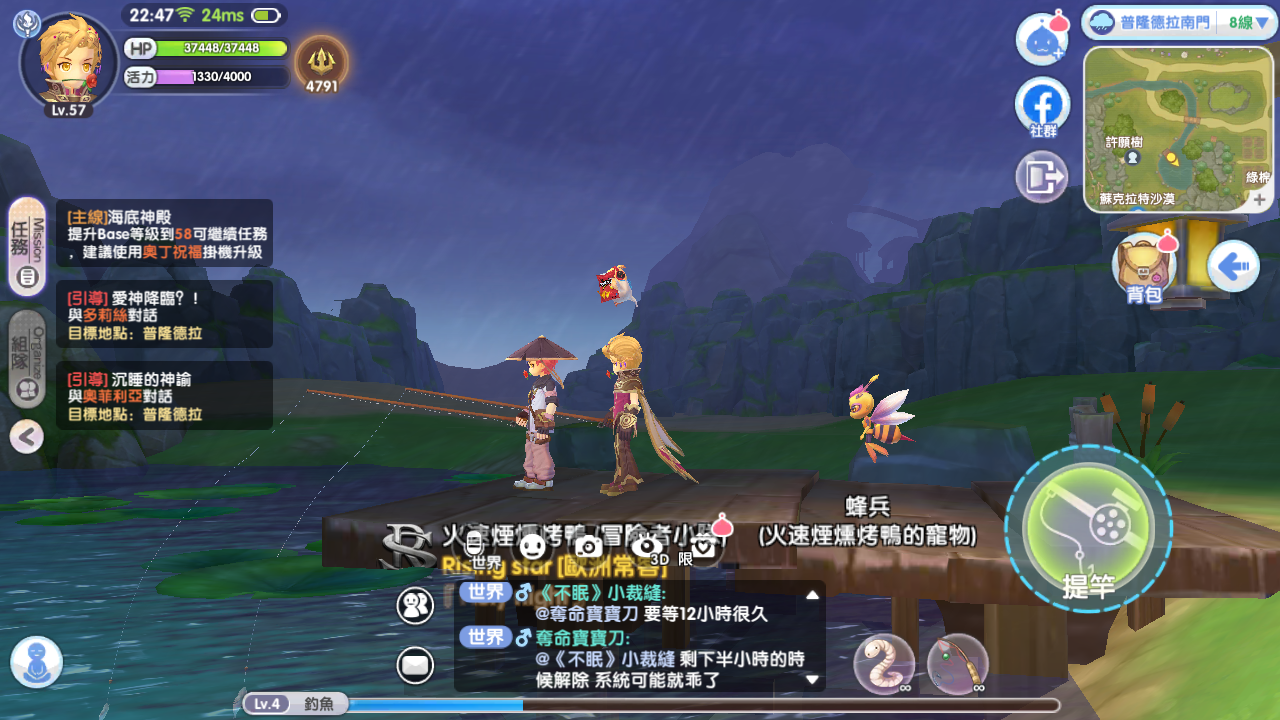 22:47 24ms
HP 37448/37448
活力 1330/4000
4791
Lv.57
普隆德拉南門 8線
社群
許願樹
綠棉
蘇克拉特沙漠
背包
任務
Mission
[主線]海底神殿
提升Base等級到58可繼續任務
，建議使用奧丁祝福掛機升級
[引導] 愛神降臨？！
與多莉絲對話
目標地點：普隆德拉
組隊
Organize
[引導] 沉睡的神諭
與奧菲利亞對話
目標地點：普隆德拉
蜂兵
(火速煙燻烤鴨的寵物)
火速煙燻烤鴨
Rising star [歐洲常客]
世界
3D
限
提竿
世界 《不眠》小裁縫:
@奪命寶寶刀 要等12小時很久
世界 奪命寶寶刀:
@《不眠》小裁縫 剩下半小時的時
候解除 系統可能就乖了
∞
∞
Lv.4 釣魚